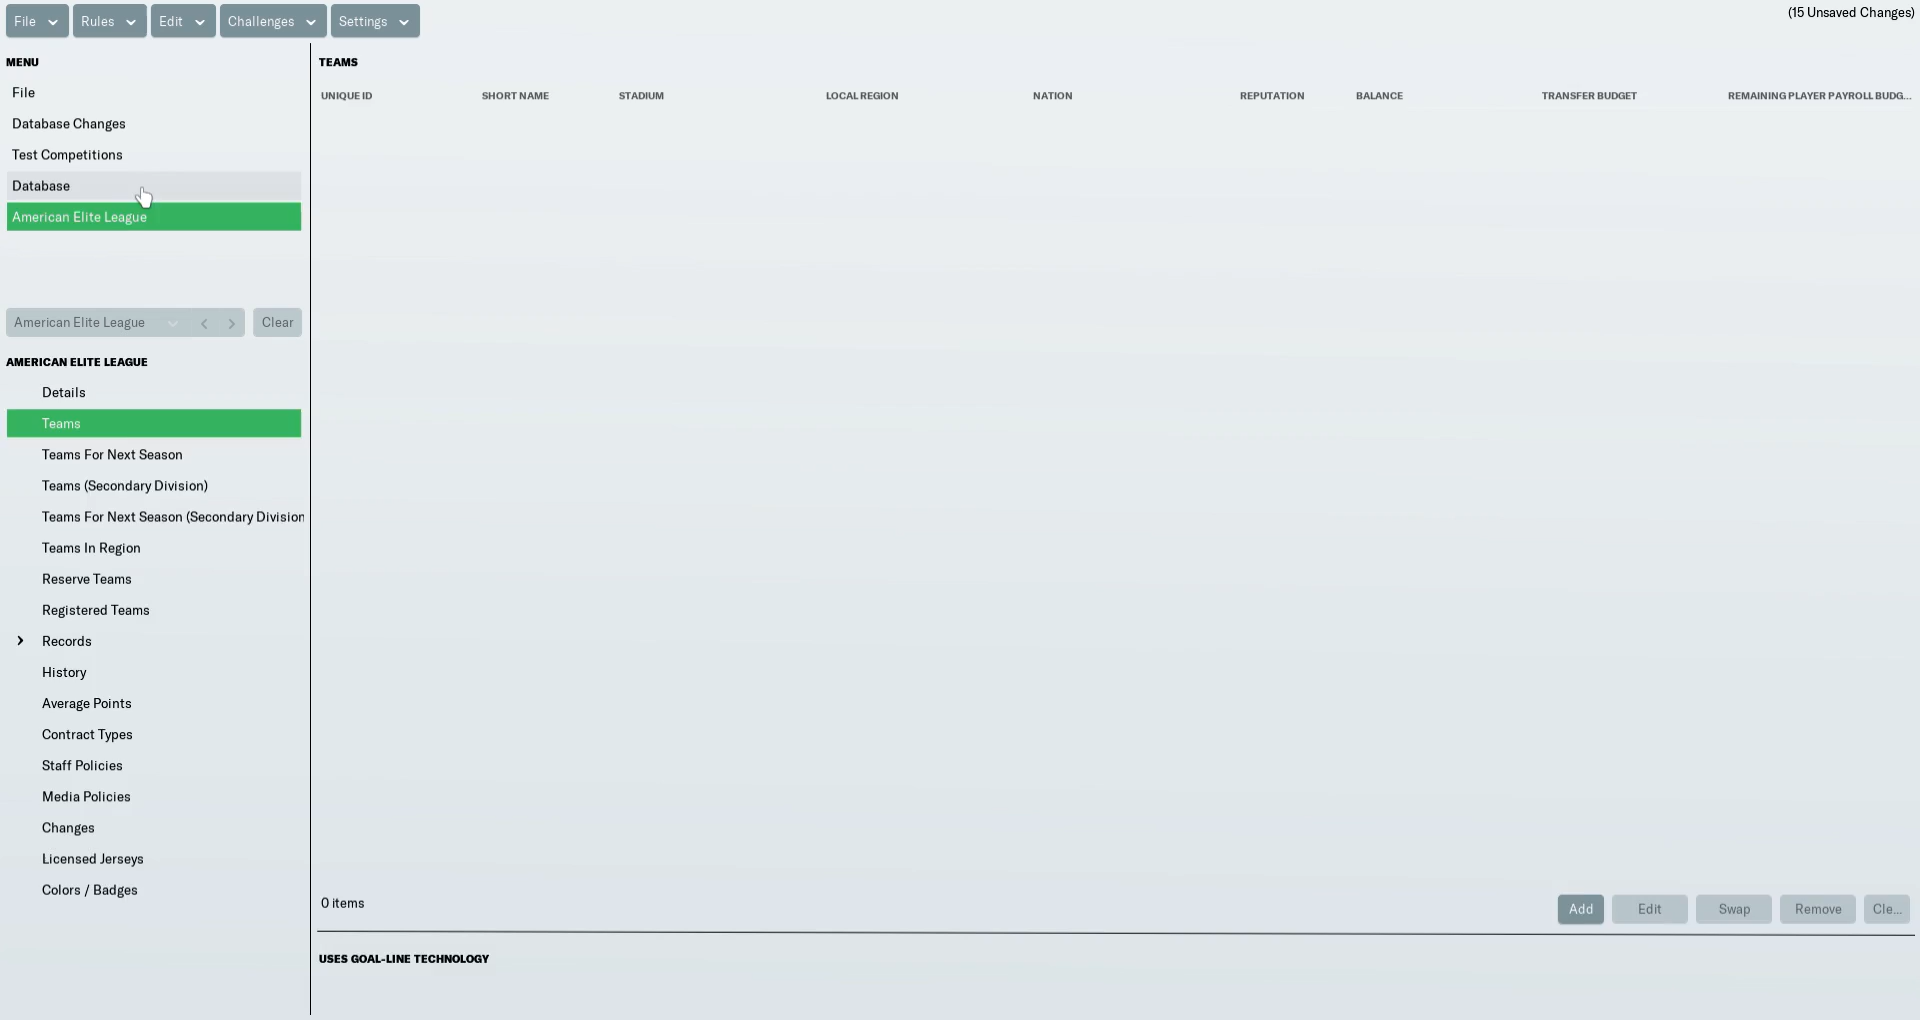 File
Rules
Edit
Challenges
Settings
(15 Unsaved Changes)
MENU
File
Database Changes
Test Competitions
Database
American Elite League
American Elite League
Clear
AMERICAN ELITE LEAGUE
Details
Teams
Teams For Next Season
Teams (Secondary Division)
Teams For Next Season (Secondary Division
Teams In Region
Reserve Teams
Registered Teams
Records
History
Average Points
Contract Types
Staff Policies
Media Policies
Changes
Licensed Jerseys
Colors / Badges
TEAMS
UNIQUE ID SHORT NAME STADIUM LOCAL REGION NATION REPUTATION BALANCE TRANSFER BUDGET REMAINING PLAYER PAYROLL BUDG...
0 items
Add
Edit
Swap
Remove
Cle...
USES GOAL-LINE TECHNOLOGY